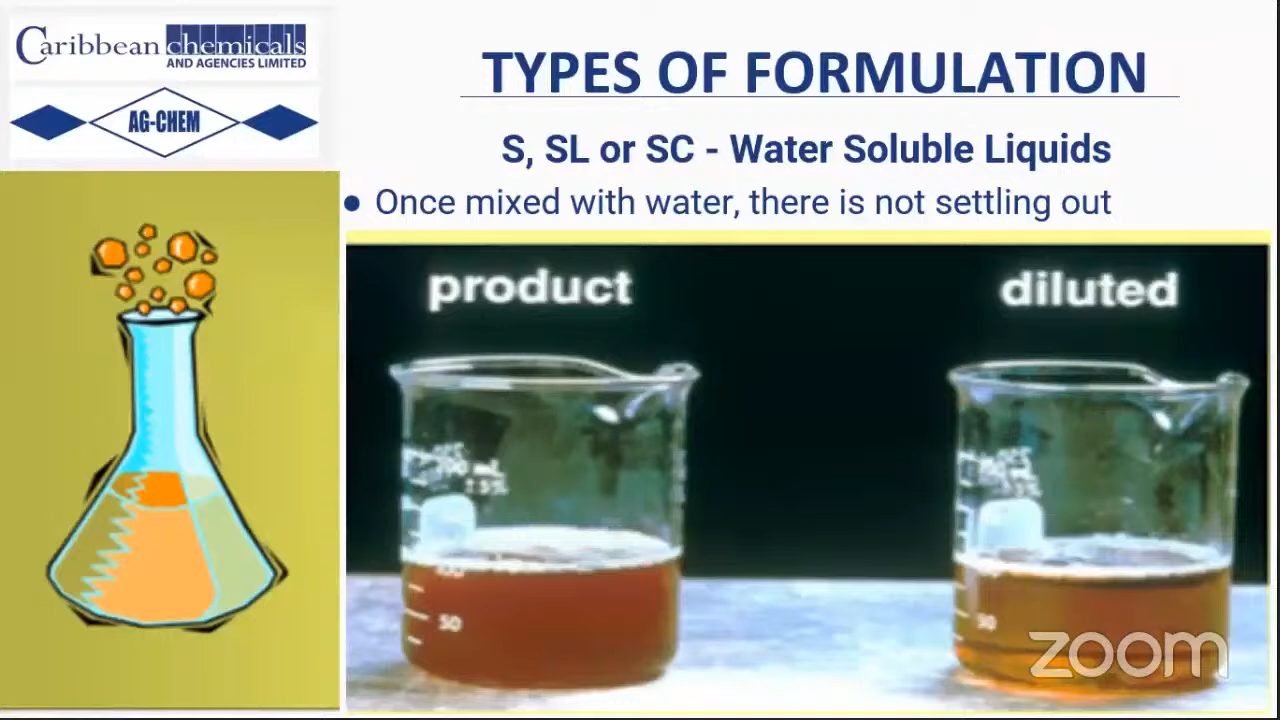 Caribbean chemicals
AND AGENCIES LIMITED
AG-CHEM
TYPES OF FORMULATION
S, SL or SC - Water Soluble Liquids
● Once mixed with water, there is not settling out
product
diluted
50
zoom